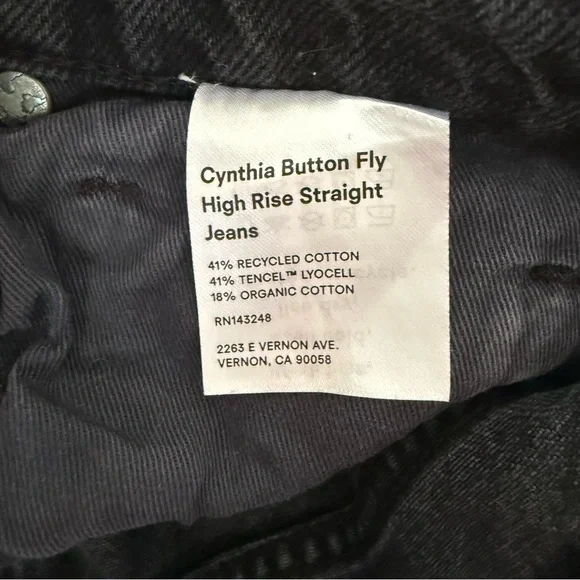 Cynthia Button Fly
High Rise Straight
Jeans
41% RECYCLED COTTON
41% TENCEL™ LYOCELL
18% ORGANIC COTTON
RN143248
2263 E VERNON AVE.
VERNON, CA 90058